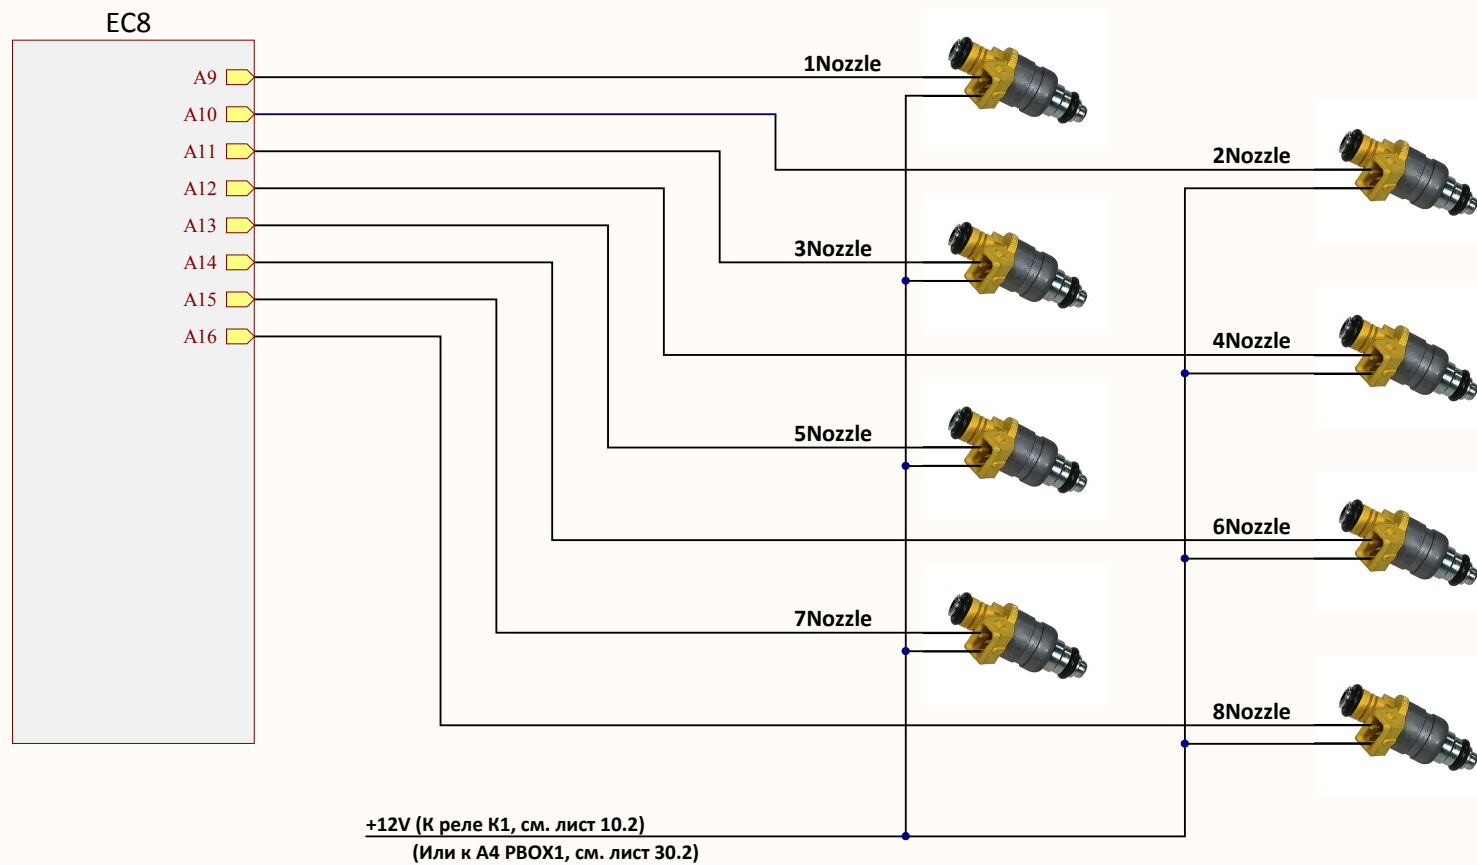 EC8
A9
1Nozzle
A10
A11
2Nozzle
A12
A13
3Nozzle
A14
A15
A16
4Nozzle
5Nozzle
6Nozzle
7Nozzle
8Nozzle
+12V (К реле К1, см. лист 10.2)
(Или к А4 PBOX1, см. лист 30.2)